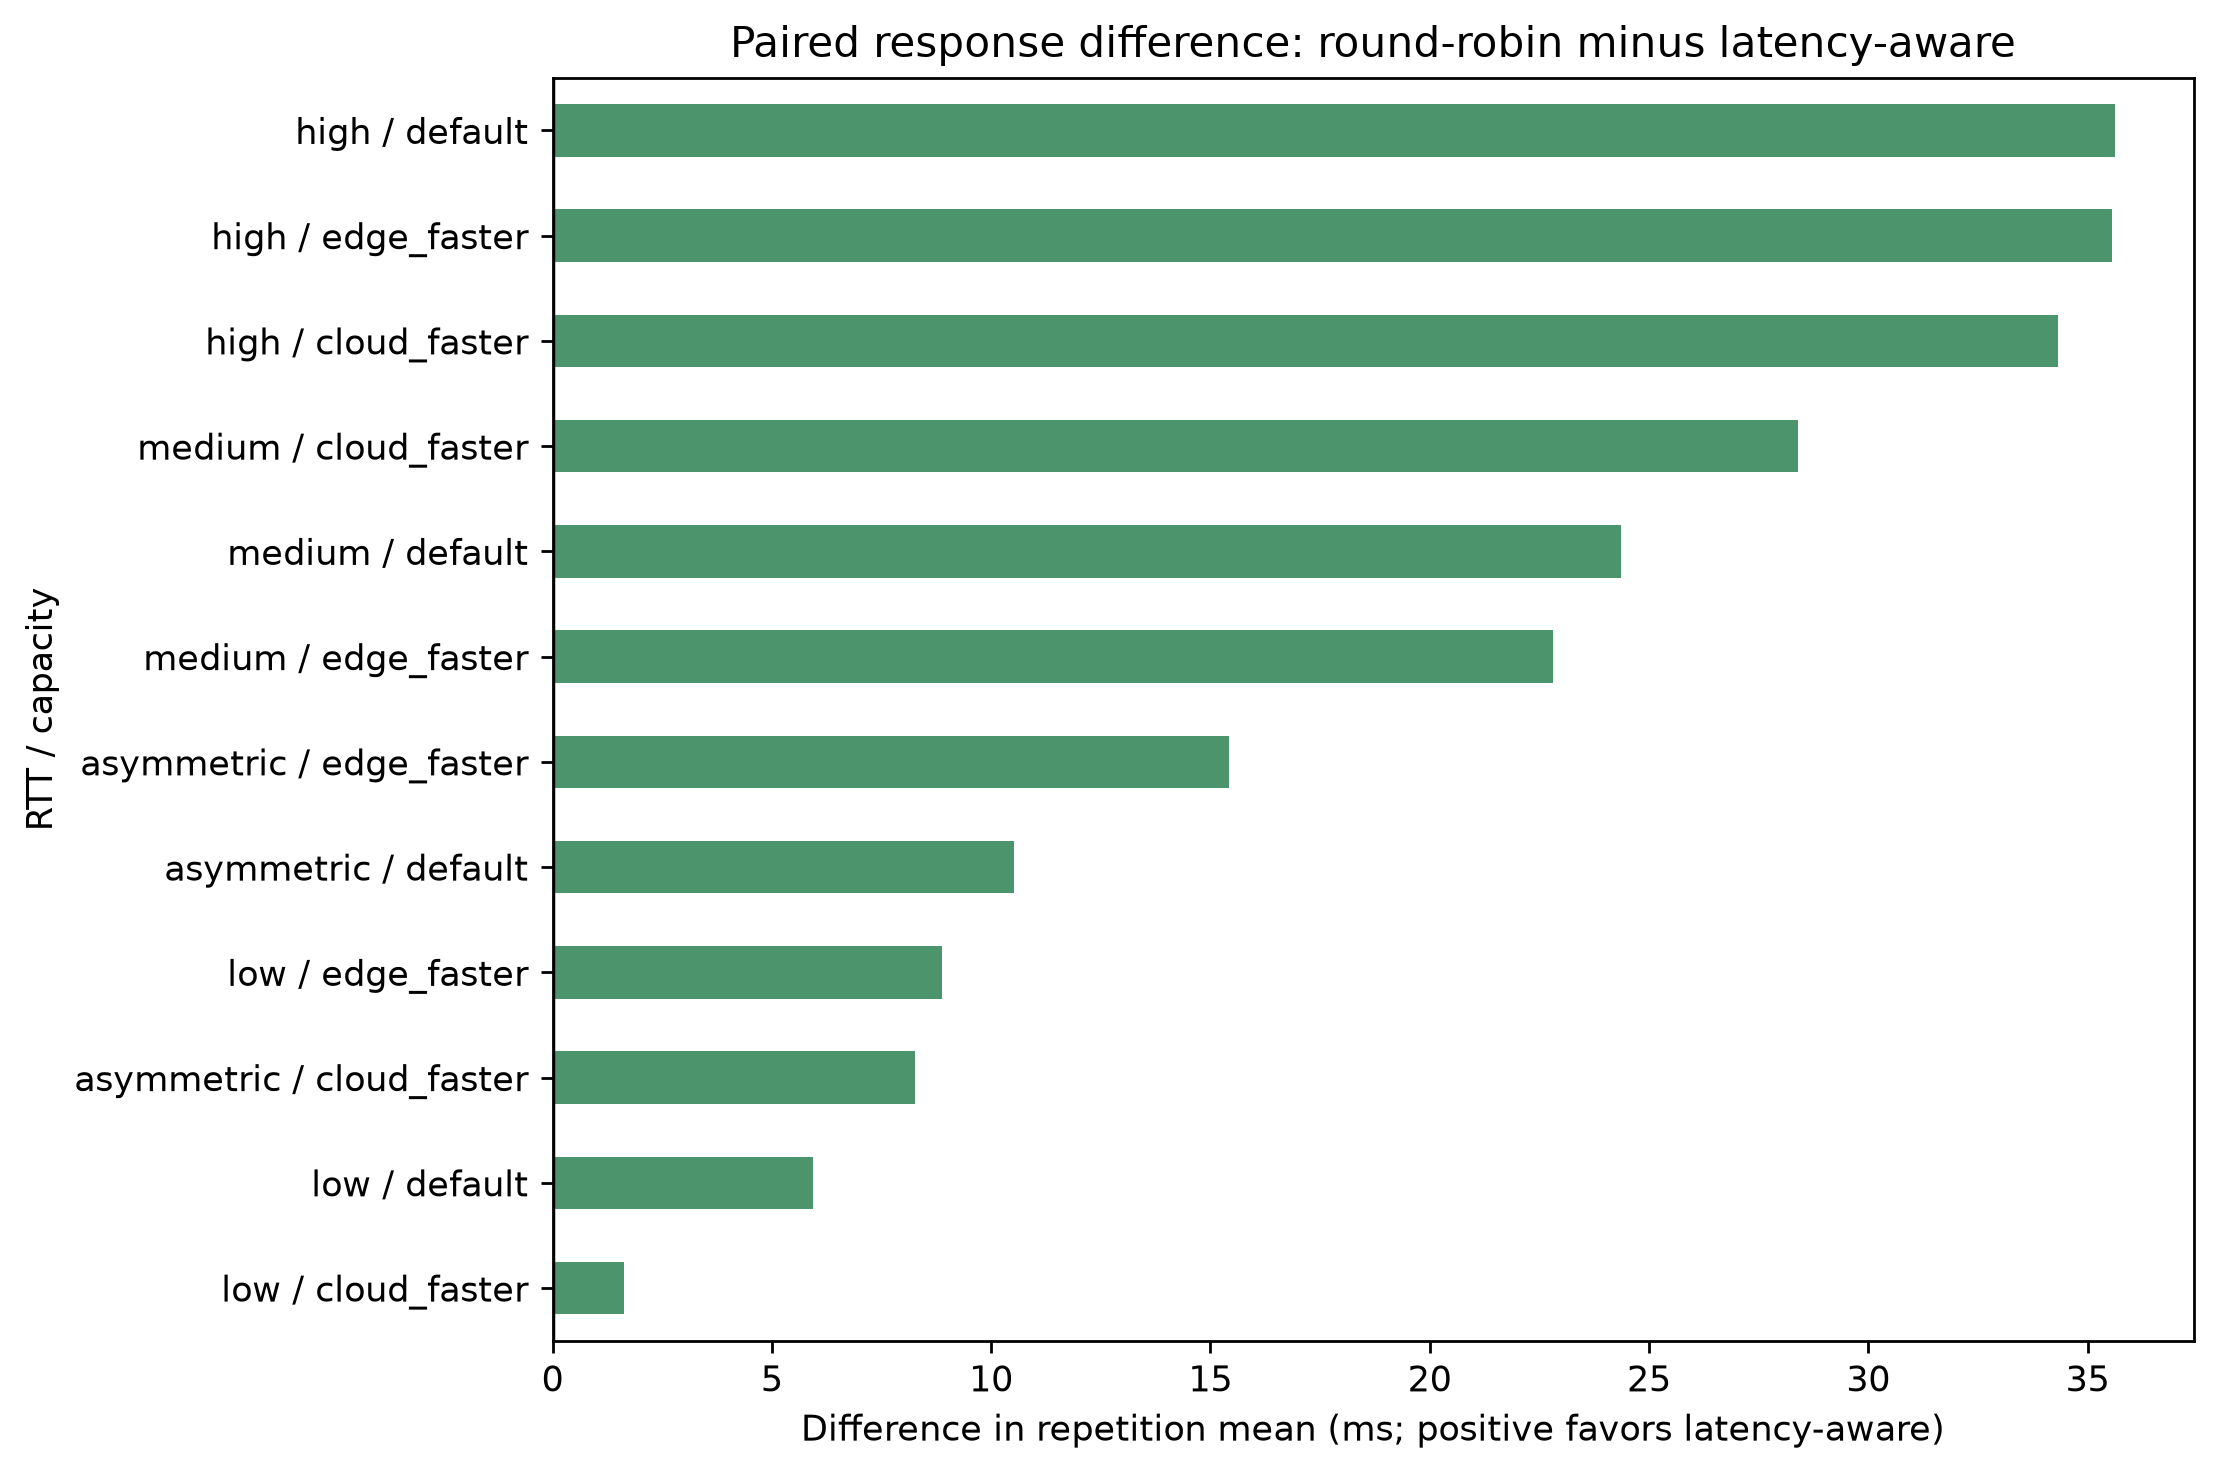 Paired response difference: round-robin minus latency-aware
RTT / capacity
high / default
high / edge_faster
high / cloud_faster
medium / cloud_faster
medium / default
medium / edge_faster
asymmetric / edge_faster
asymmetric / default
low / edge_faster
asymmetric / cloud_faster
low / default
low / cloud_faster
0 5 10 15 20 25 30 35
Difference in repetition mean (ms; positive favors latency-aware)